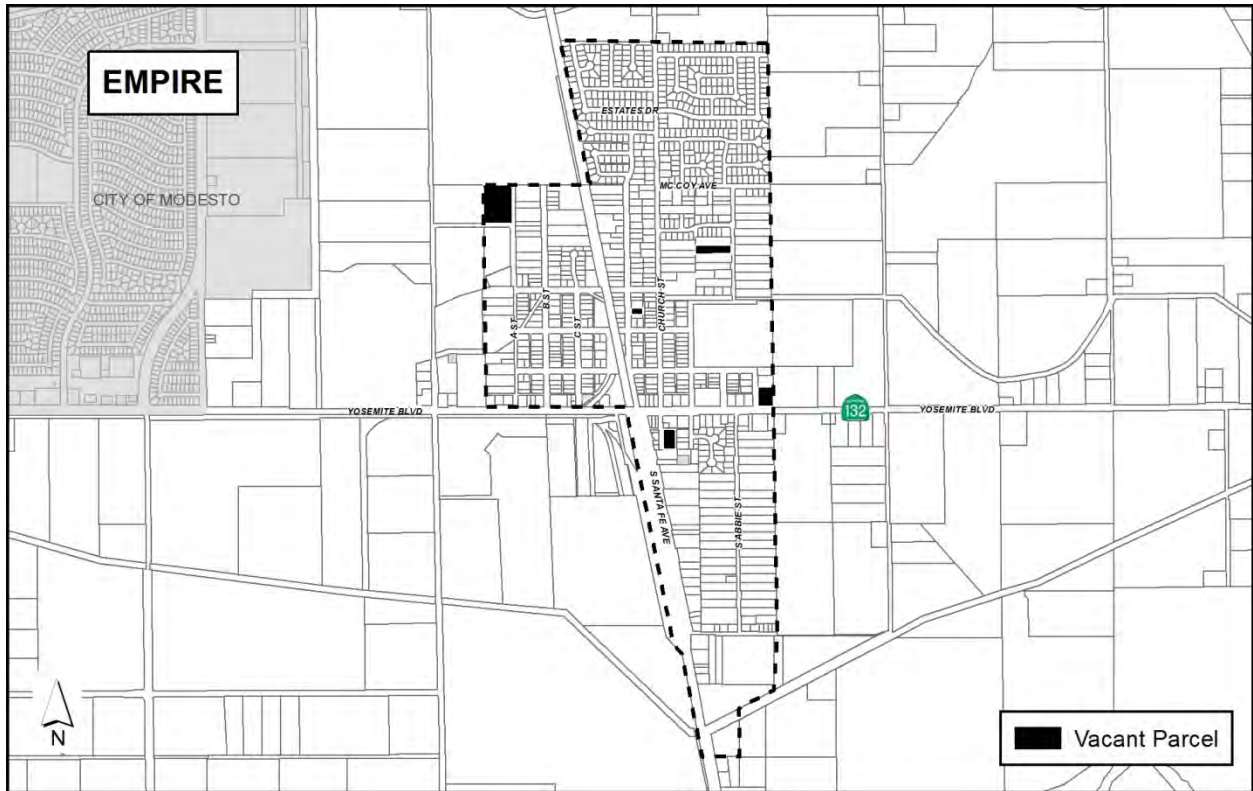 EMPIRE
ESTATES DR
CITY OF MODESTO
MC COY AVE
B ST
CHURCH ST
A ST
C ST
YOSEMITE BLVD
132
YOSEMITE BLVD
S SANTA FE AVE
S ABBIE ST
N
Vacant Parcel